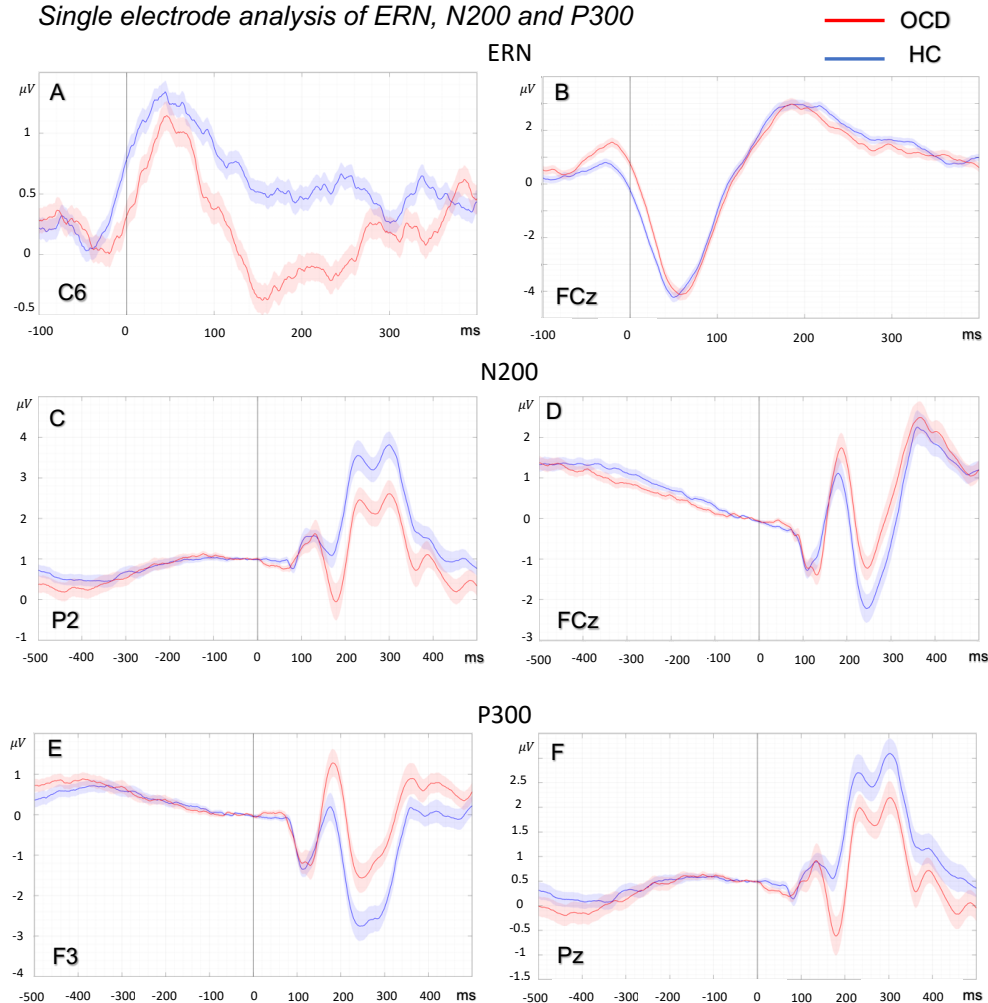 Single electrode analysis of ERN, N200 and P300
OCD
HC
ERN
μV
A
1
0.5
0
-0.5
C6
-100
0
100
200
300
ms
μV
B
2
0
-2
-4
FCz
-100
0
100
200
300
ms
N200
μV
C
4
3
2
1
0
-1
P2
-500
-400
-300
-200
-100
0
100
200
300
400
ms
μV
D
2
1
0
-1
-2
-3
FCz
-500
-400
-300
-200
-100
0
100
200
300
400
ms
P300
μV
E
1
0
-1
-2
-3
-4
F3
-500
-400
-300
-200
-100
0
100
200
300
400
ms
μV
F
2.5
2
1.5
1
0.5
0
-0.5
-1
-1.5
Pz
-500
-400
-300
-200
-100
0
100
200
300
400
ms